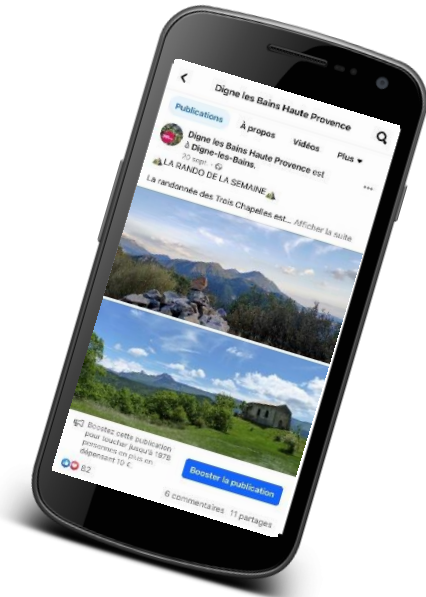 Digne les Bains Haute Provence
Publications À propos Vidéos Plus
Digne les Bains Haute Provence est
à Digne-les-Bains.
20 sept.
LA RANDO DE LA SEMAINE
La randonnée des Trois Chapelles est... Afficher la suite
Boostez cette publication
pour toucher jusqu'à 1978
personnes en plus en
dépensant 10 €.
Booster la publication
82
6 commentaires 11 partages